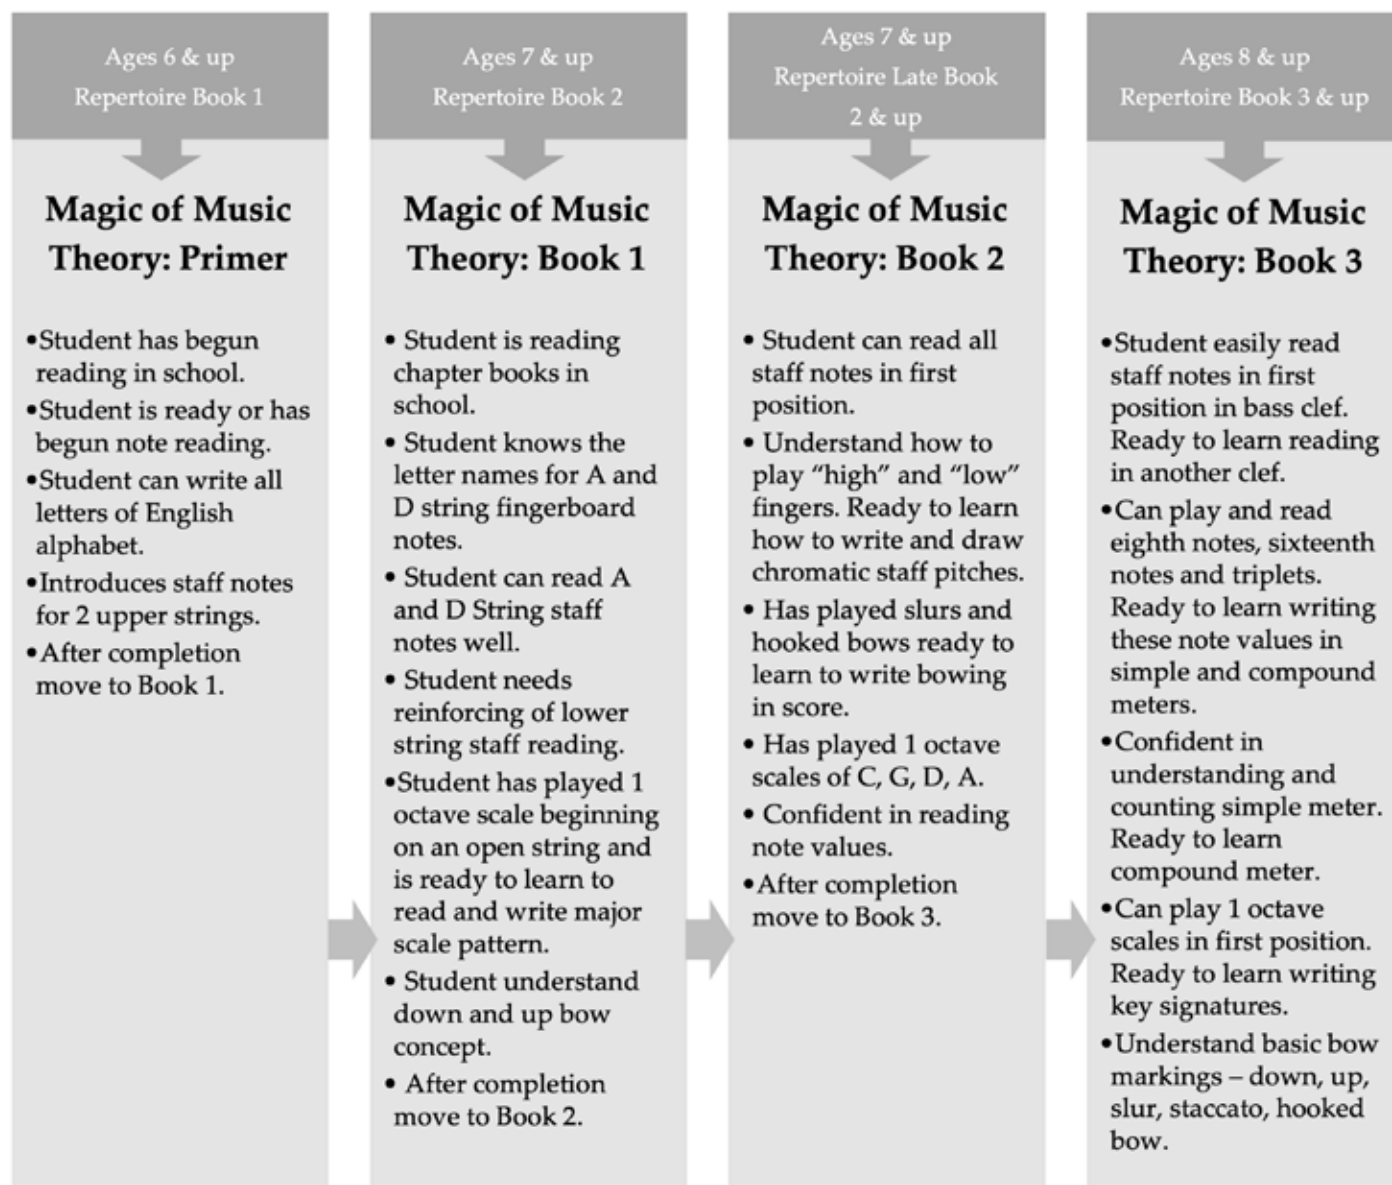 Ages 6 & up
Repertoire Book 1
Magic of Music
Theory: Primer
•Student has begun
reading in school.
•Student is ready or has
begun note reading.
•Student can write all
letters of English
alphabet.
•Introduces staff notes
for 2 upper strings.
•After completion
move to Book 1.
Ages 7 & up
Repertoire Book 2
Magic of Music
Theory: Book 1
• Student is reading
chapter books in
school.
• Student knows the
letter names for A and
D string fingerboard
notes.
• Student can read A
and D String staff
notes well.
• Student needs
reinforcing of lower
string staff reading.
•Student has played 1
octave scale beginning
on an open string and
is ready to learn to
read and write major
scale pattern.
• Student understand
down and up bow
concept.
• After completion
move to Book 2.
Ages 7 & up
Repertoire Late Book
2 & up
Magic of Music
Theory: Book 2
• Student can read all
staff notes in first
position.
• Understand how to
play “high” and “low”
fingers. Ready to learn
how to write and draw
chromatic staff pitches.
• Has played slurs and
hooked bows ready to
learn to write bowing
in score.
• Has played 1 octave
scales of C, G, D, A.
• Confident in reading
note values.
•After completion
move to Book 3.
Ages 8 & up
Repertoire Book 3 & up
Magic of Music
Theory: Book 3
•Student easily read
staff notes in first
position in bass clef.
Ready to learn reading
in another clef.
•Can play and read
eighth notes, sixteenth
notes and triplets.
Ready to learn writing
these note values in
simple and compound
meters.
•Confident in
understanding and
counting simple meter.
Ready to learn
compound meter.
•Can play 1 octave
scales in first position.
Ready to learn writing
key signatures.
•Understand basic bow
markings – down, up,
slur, staccato, hooked
bow.